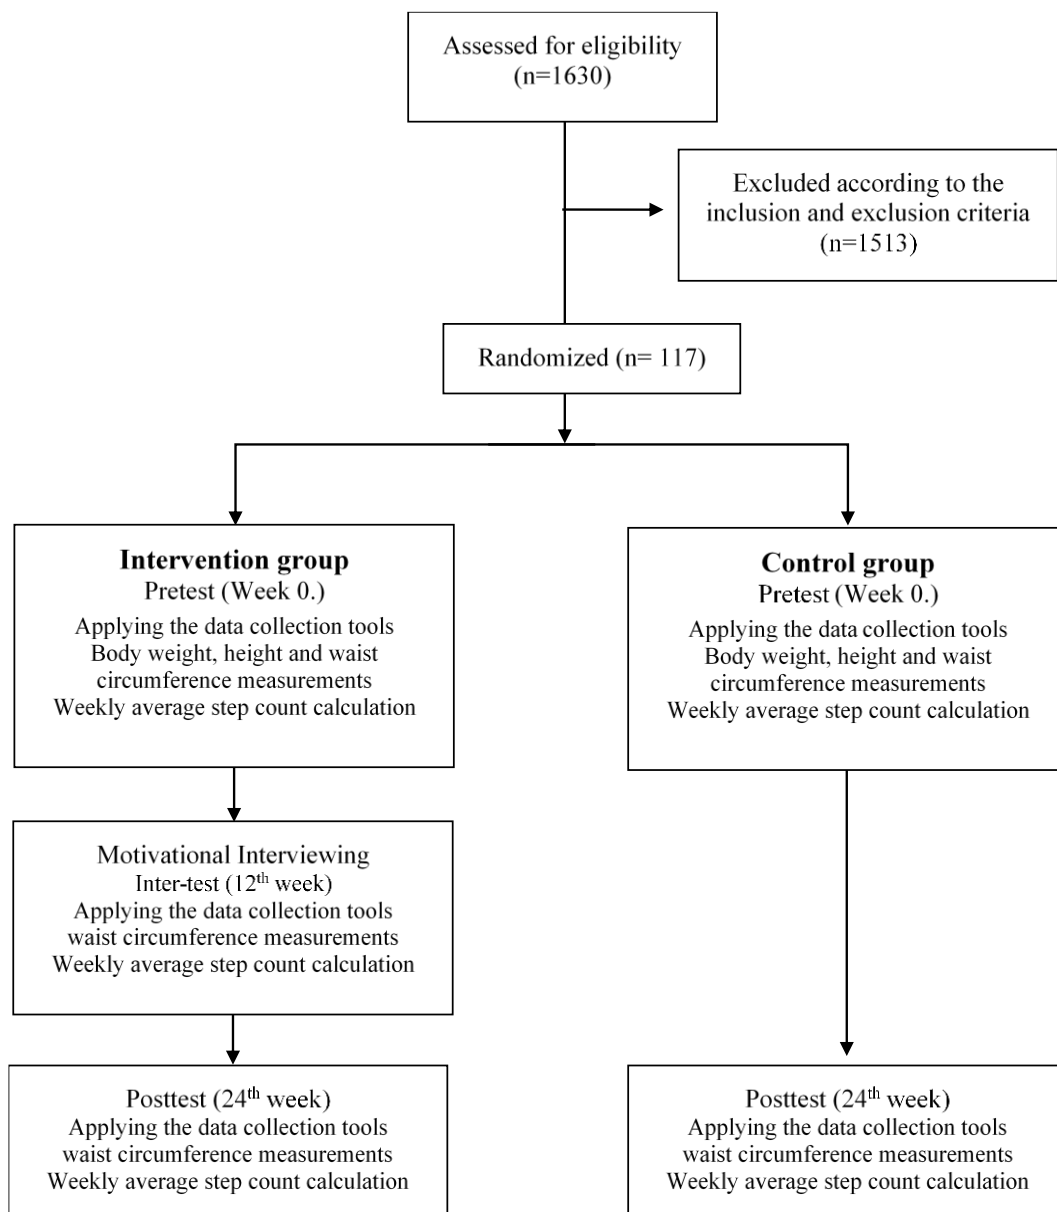 Assessed for eligibility
(n=1630)
Excluded according to the
inclusion and exclusion criteria
(n=1513)
Randomized (n= 117)
Intervention group
Pretest (Week 0.)
Applying the data collection tools
Body weight, height and waist
circumference measurements
Weekly average step count calculation
Control group
Pretest (Week 0.)
Applying the data collection tools
Body weight, height and waist
circumference measurements
Weekly average step count calculation
Motivational Interviewing
Inter-test (12th week)
Applying the data collection tools
waist circumference measurements
Weekly average step count calculation
Posttest (24th week)
Applying the data collection tools
waist circumference measurements
Weekly average step count calculation
Posttest (24th week)
Applying the data collection tools
waist circumference measurements
Weekly average step count calculation